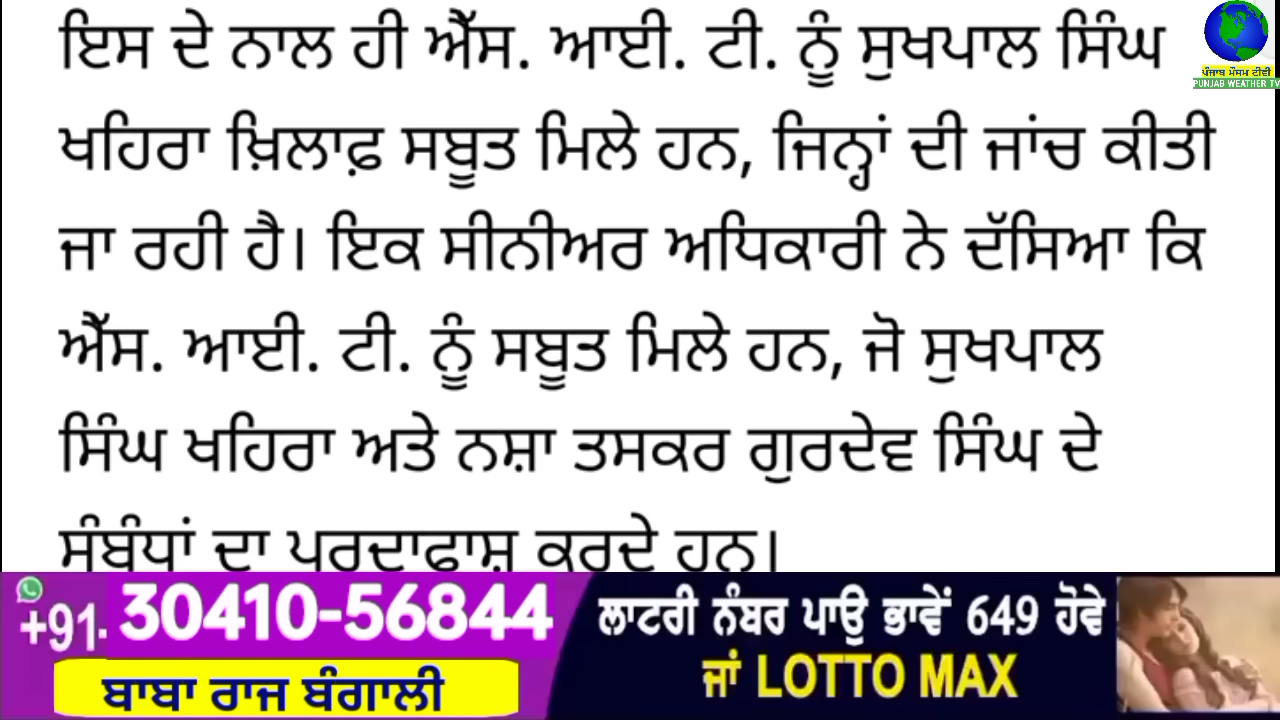 ਇਸ ਦੇ ਨਾਲ ਹੀ ਐੱਸ. ਆਈ. ਟੀ. ਨੂੰ ਸੁਖਪਾਲ ਸਿੰਘ
ਖਹਿਰਾ ਖ਼ਿਲਾਫ਼ ਸਬੂਤ ਮਿਲੇ ਹਨ, ਜਿਨ੍ਹਾਂ ਦੀ ਜਾਂਚ ਕੀਤੀ
ਜਾ ਰਹੀ ਹੈ। ਇਕ ਸੀਨੀਅਰ ਅਧਿਕਾਰੀ ਨੇ ਦੱਸਿਆ ਕਿ
ਐੱਸ. ਆਈ. ਟੀ. ਨੂੰ ਸਬੂਤ ਮਿਲੇ ਹਨ, ਜੋ ਸੁਖਪਾਲ
ਸਿੰਘ ਖਹਿਰਾ ਅਤੇ ਨਸ਼ਾ ਤਸਕਰ ਗੁਰਦੇਵ ਸਿੰਘ ਦੇ
ਸੰਬੰਧਾਂ ਦਾ ਪਰਦਾਫਾਸ਼ ਕਰਦੇ ਹਨ।
ਪੰਜਾਬ ਮੌਸਮ ਟੀਵੀ
PUNJAB WEATHER TV
+91- 30410-56844
ਬਾਬਾ ਰਾਜ ਬੰਗਾਲੀ
ਲਾਟਰੀ ਨੰਬਰ ਪਾਉ ਭਾਵੇਂ 649 ਹੋਵੇ
ਜਾਂ LOTTO MAX